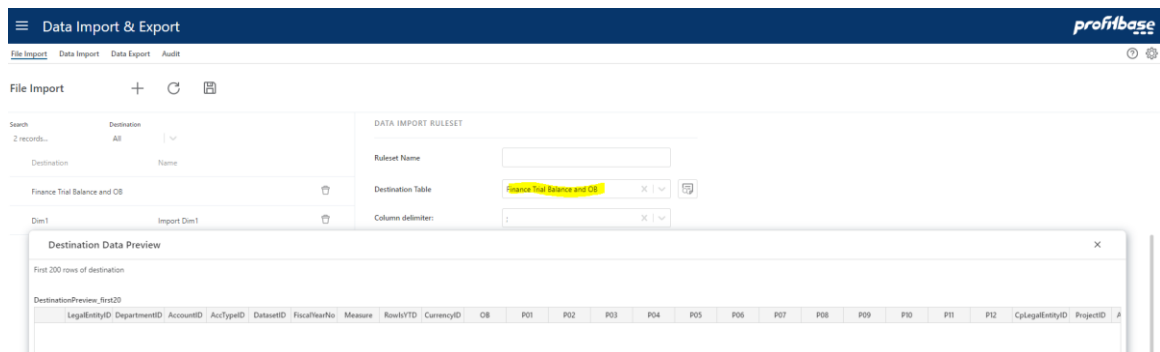 Data Import & Export
profitbase
File Import Data Import Data Export Audit
File Import
Search Destination
2 records... All
Destination Name
Finance Trial Balance and OB
Dim1 Import Dim1
DATA IMPORT RULESET
Ruleset Name
Destination Table Finance Trial Balance and OB
Column delimiter: ;
Destination Data Preview
First 200 rows of destination
DestinationPreview_first20
LegalEntityID DepartmentID AccountID AccTypeID DatasetID FiscalYearNo Measure RowIsYTD CurrencyID OB P01 P02 P03 P04 P05 P06 P07 P08 P09 P10 P11 P12 CpLegalEntityID ProjectID